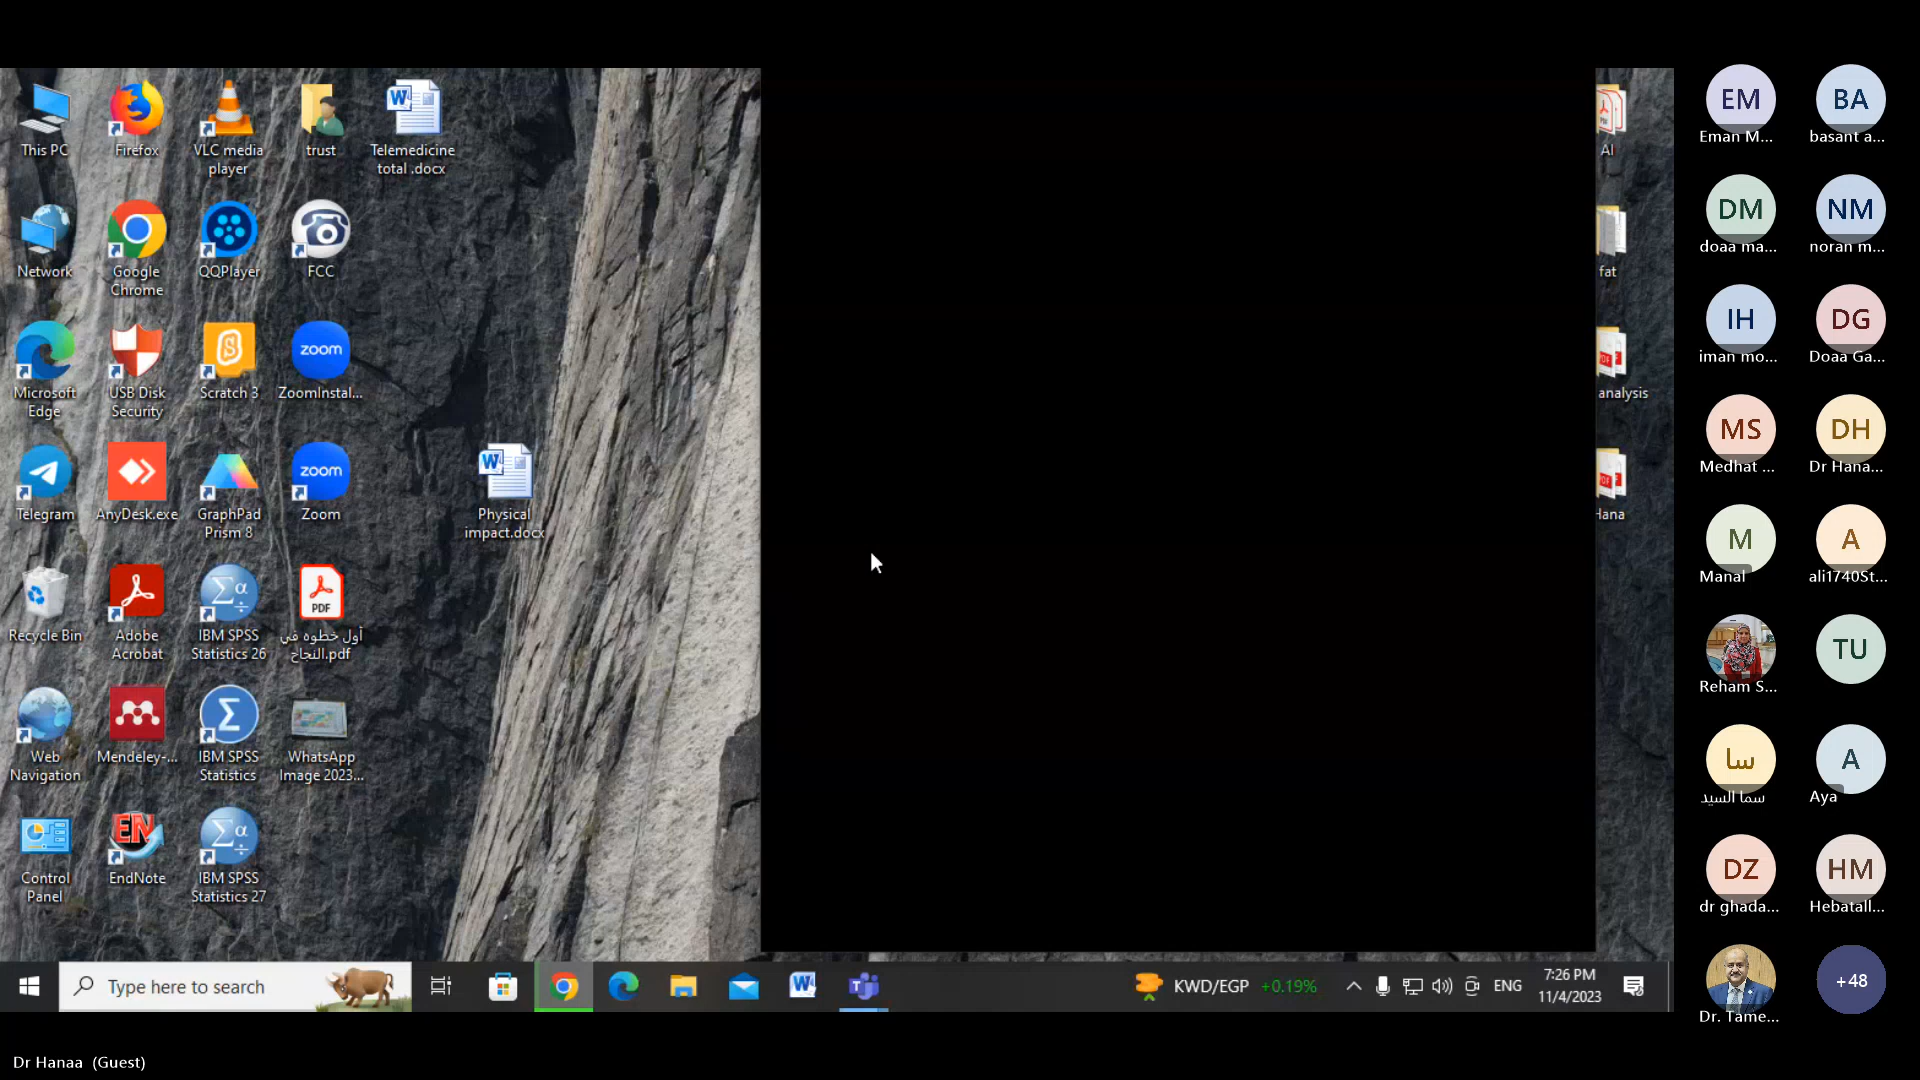 This PC
Firefox
VLC media
player
trust
Telemedicine
total .docx
AI
Network
Google
Chrome
QQPlayer
FCC
fat
Microsoft
Edge
USB Disk
Security
Scratch 3
zoom
ZoomInstal...
analysis
Telegram
AnyDesk.exe
GraphPad
Prism 8
zoom
Zoom
Physical
impact.docx
Hana
Recycle Bin
Adobe
Acrobat
IBM SPSS
Statistics 26
PDF
أول خطوه في
النجاح.pdf
Web
Navigation
Mendeley-...
IBM SPSS
Statistics
WhatsApp
Image 2023...
Control
Panel
EN
EndNote
IBM SPSS
Statistics 27
Type here to search
KWD/EGP +0.19%
ENG
7:26 PM
11/4/2023
EM
Eman M...
BA
basant a...
DM
doaa ma...
NM
noran m...
IH
iman mo...
DG
Doaa Ga...
MS
Medhat ...
DH
Dr Hana...
M
Manal
A
ali1740St...
Reham S...
TU
سا
سما السيد
A
Aya
DZ
dr ghada...
HM
Hebatall...
Dr. Tame...
+48
Dr Hanaa (Guest)